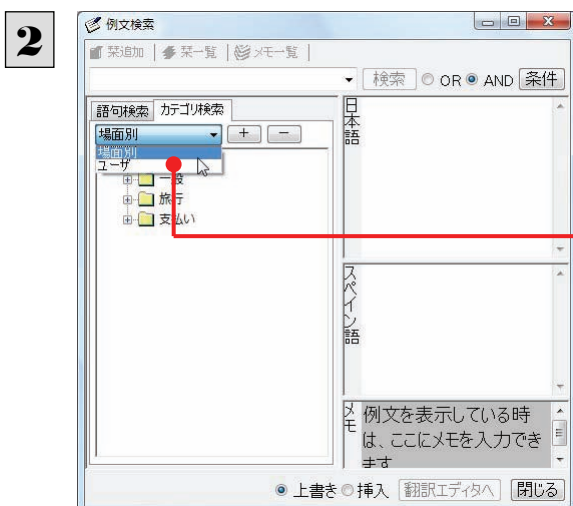 2
例文検索
栞追加 栞一覧 メモ一覧
検索 OR AND 条件
語句検索 カテゴリ検索
場面別 + −
場面別
ユーザ
一般
旅行
支払い
日本語
スペイン語
メモ
例文を表示している時
は、ここにメモを入力でき
ます
上書き 挿入 翻訳エディタへ 閉じる